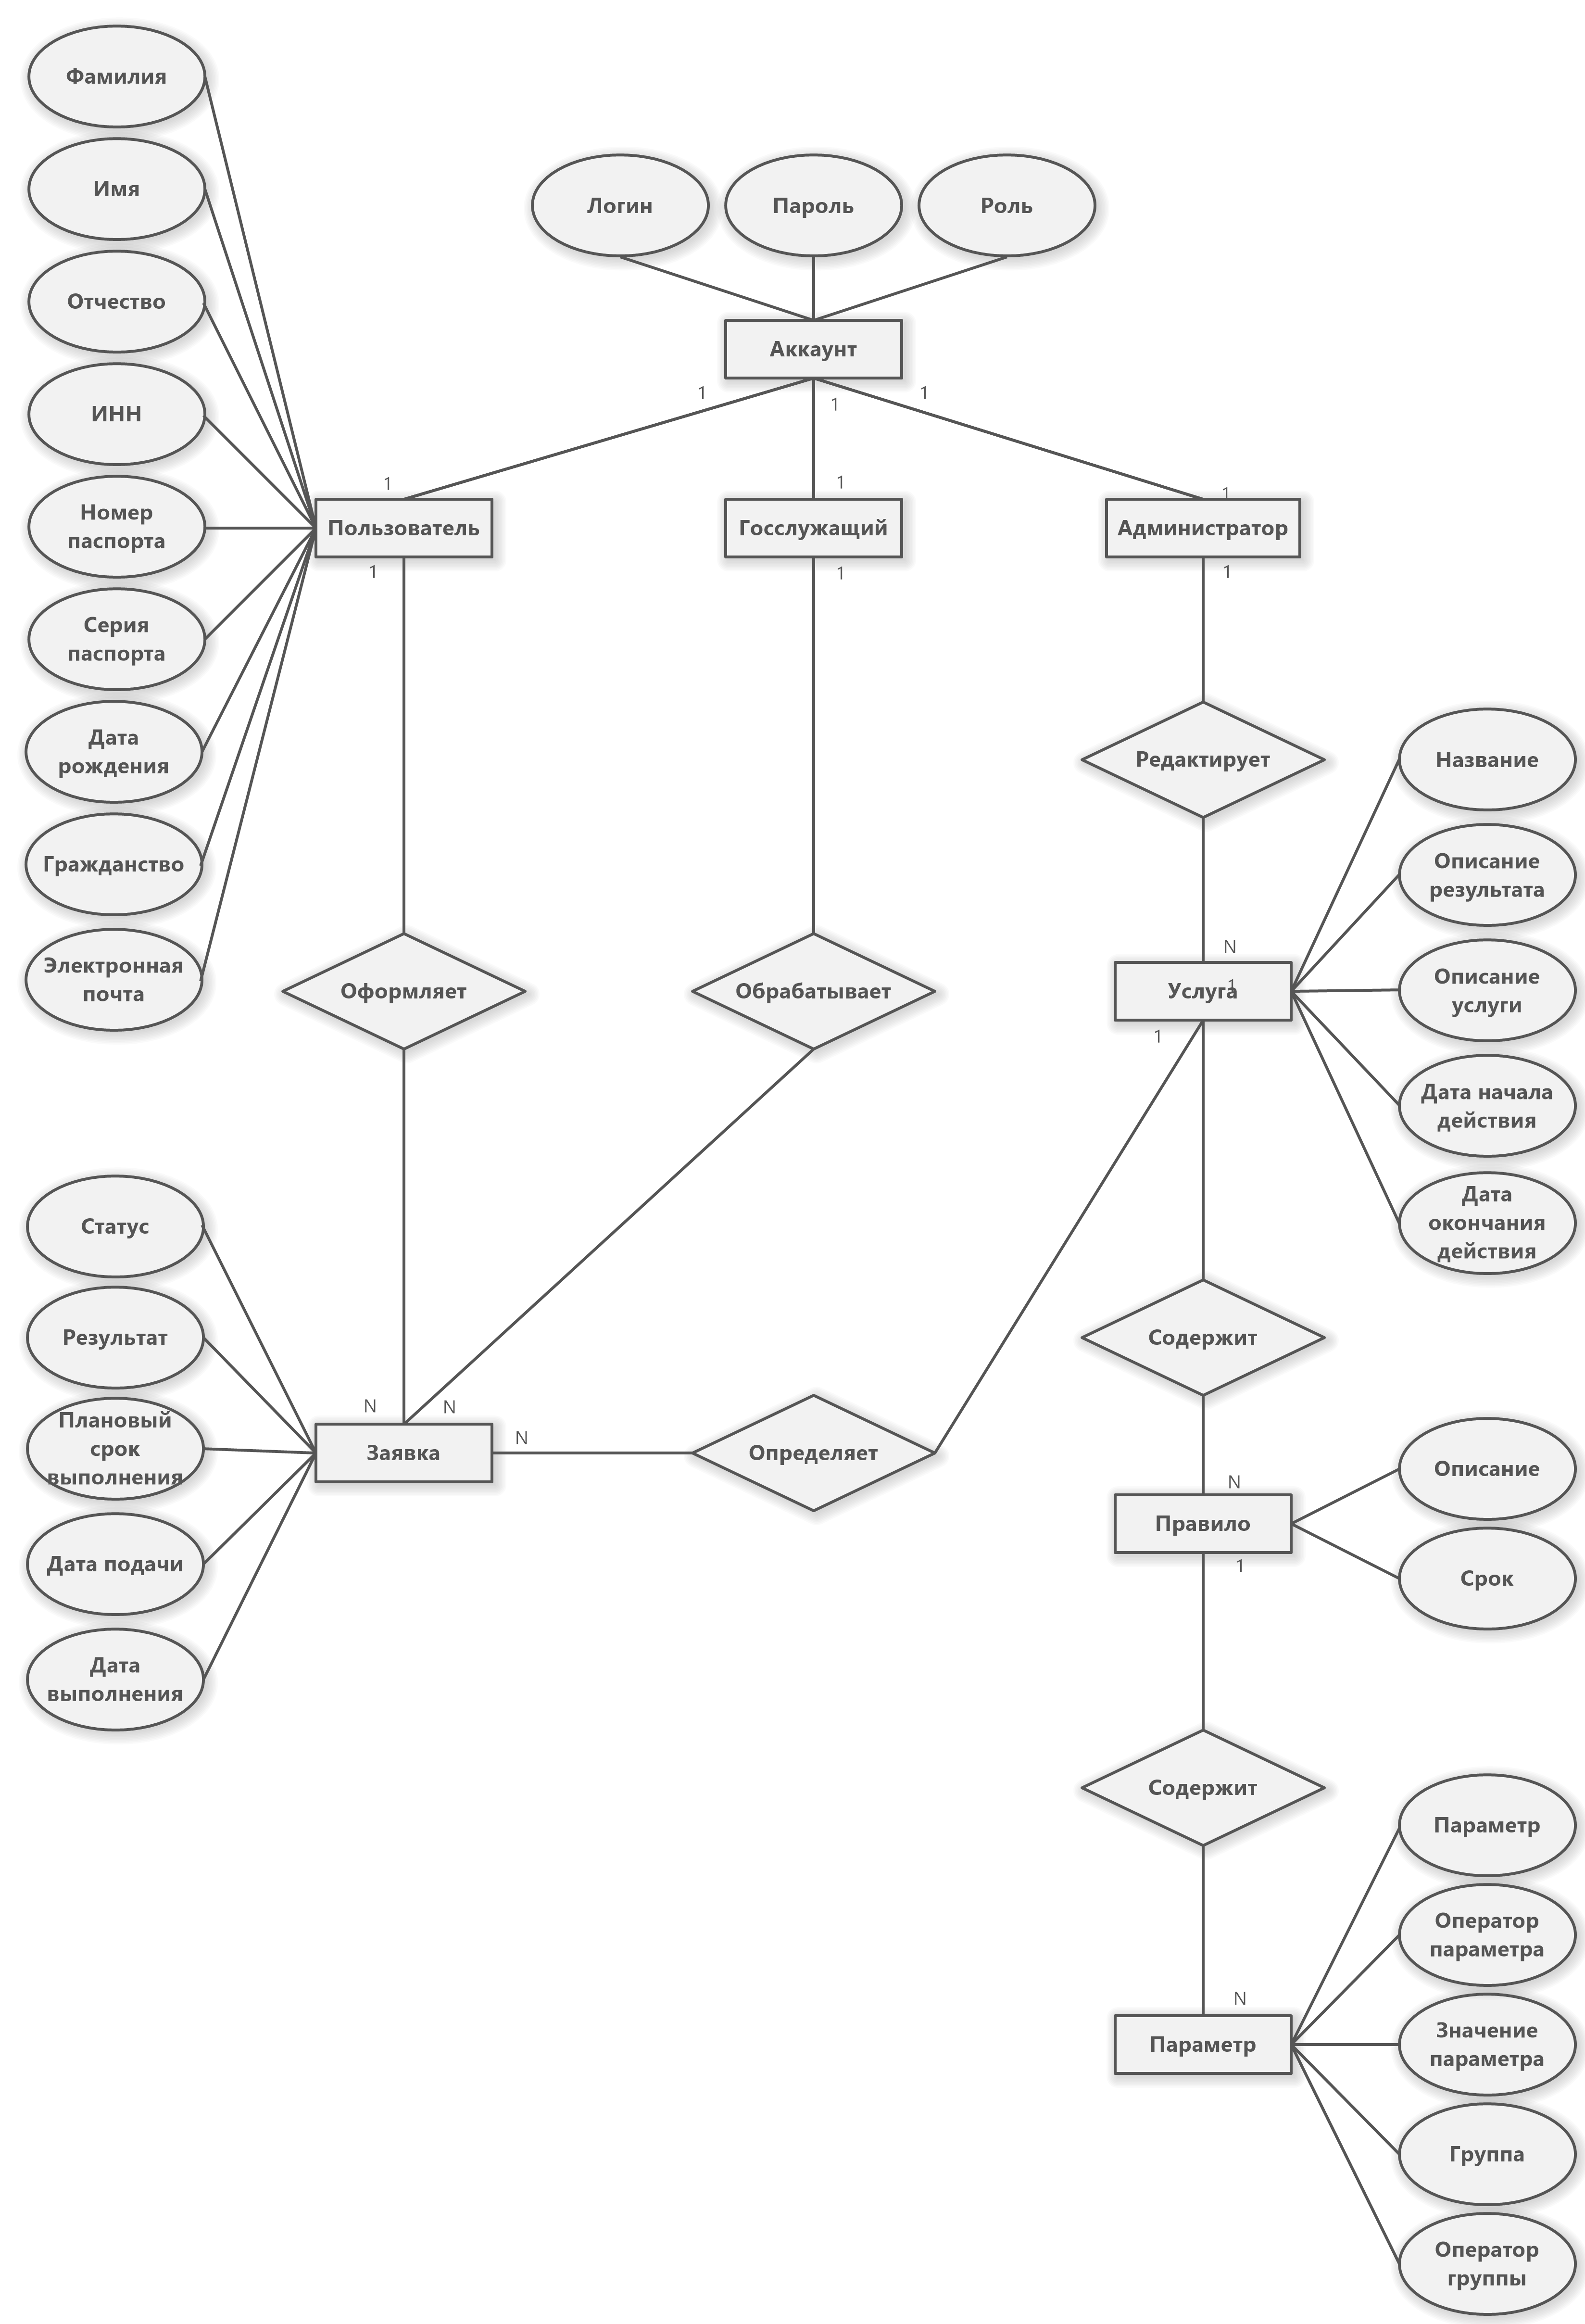 Фамилия
Имя
Отчество
ИНН
Номер
паспорта
Серия
паспорта
Дата
рождения
Гражданство
Электронная
почта
Логин
Пароль
Роль
Аккаунт
1
1
1
1
1
1
Пользователь
Госслужащий
Администратор
1
1
1
Редактирует
Название
Описание
результата
Описание
услуги
Дата начала
действия
Дата
окончания
действия
N
Услуга
1
1
Оформляет
Обрабатывает
Содержит
Статус
Результат
Плановый
срок
выполнения
Дата подачи
Дата
выполнения
N
N
Заявка
N
Определяет
N
Правило
1
Описание
Срок
Содержит
N
Параметр
Параметр
Оператор
параметра
Значение
параметра
Группа
Оператор
группы